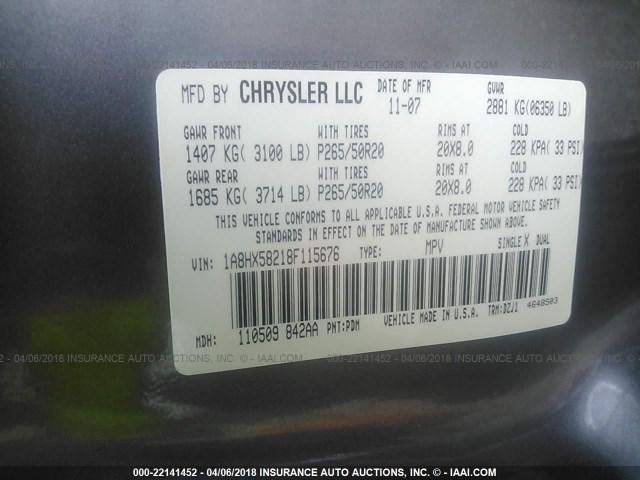 MFD BY CHRYSLER LLC DATE OF MFR 11-07 GVWR 2881 KG(06350 LB)
GAWR FRONT WITH TIRES RIMS AT COLD
1407 KG( 3100 LB) P265/50R20 20X8.0 228 KPA( 33 PSI)
GAWR REAR WITH TIRES RIMS AT COLD
1685 KG( 3714 LB) P265/50R20 20X8.0 228 KPA( 33 PSI)
THIS VEHICLE CONFORMS TO ALL APPLICABLE U.S.A. FEDERAL MOTOR VEHICLE SAFETY
STANDARDS IN EFFECT ON THE DATE OF MANUFACTURE SHOWN ABOVE.
VIN: 1A8HX58218F115676 TYPE: MPV SINGLE X DUAL
MDH: 110509 842AA PNT:PDM VEHICLE MADE IN U.S.A. TRM:DZJ1 4648503
000-22141452 - 04/06/2018 INSURANCE AUTO AUCTIONS INC. - © - IAAI.COM